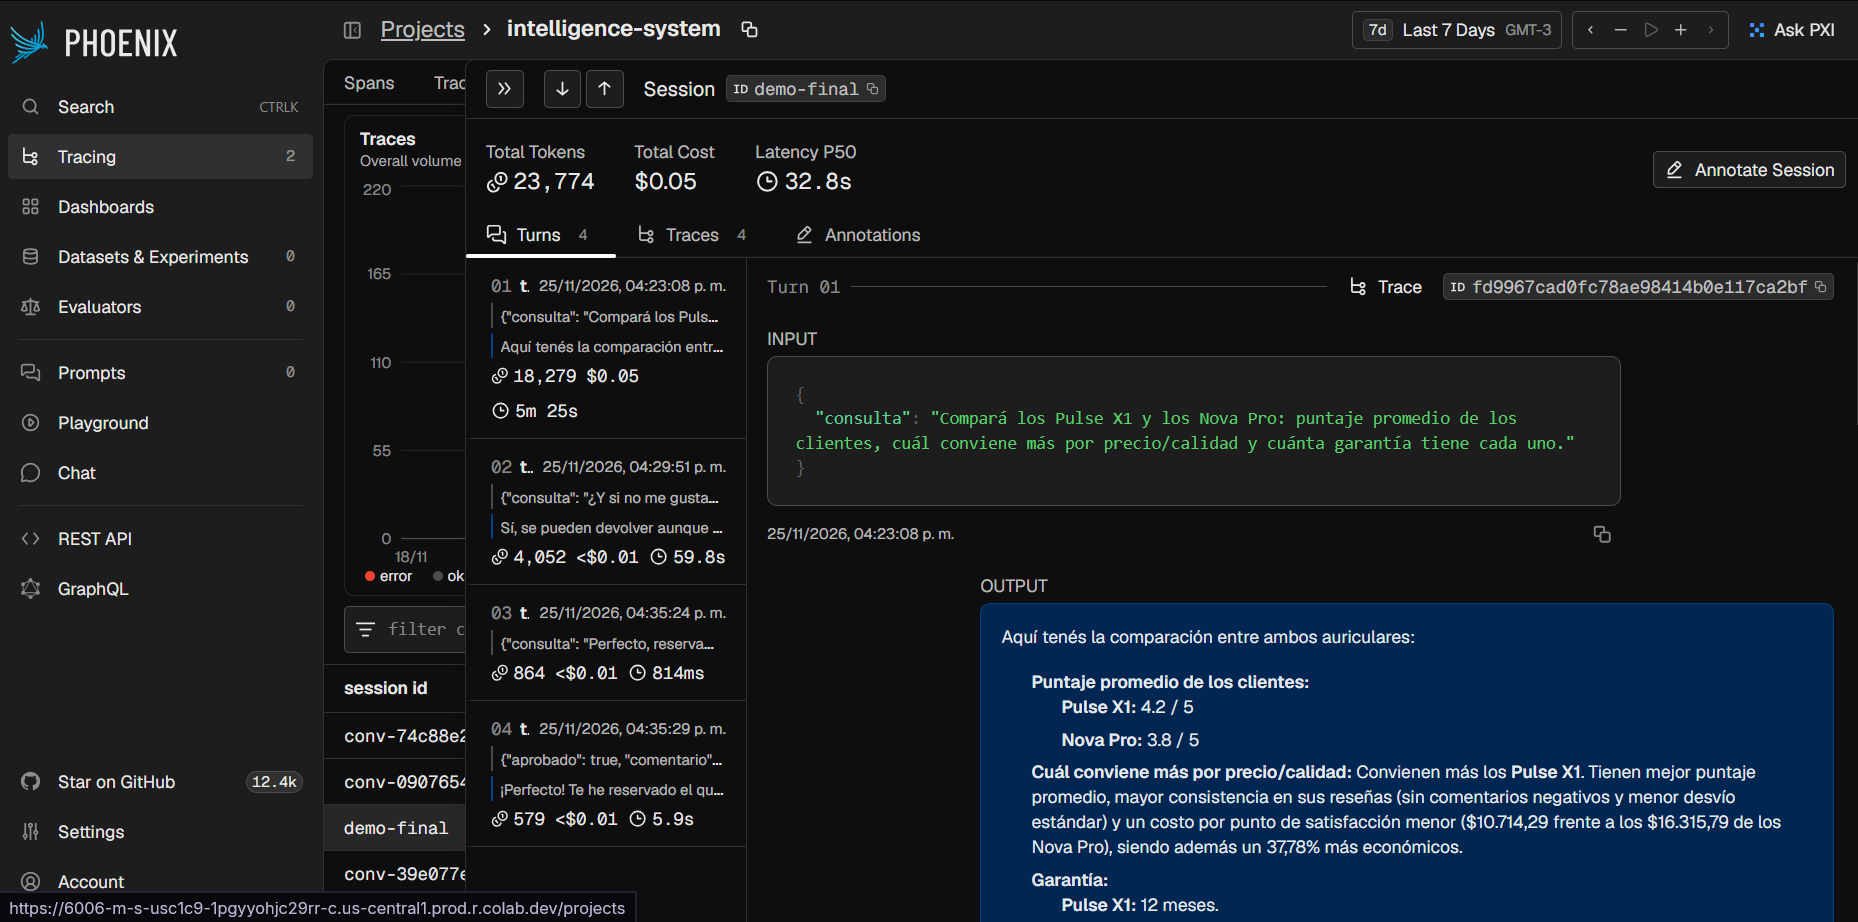 PHOENIX
Search
CTRLK
Tracing
2
Dashboards
Datasets & Experiments
0
Evaluators
0
Prompts
0
Playground
Chat
REST API
GraphQL
Star on GitHub
12.4k
Settings
Account
https://6006-m-s-usc1c9-1pgyyohjc29rr-c.us-central1.prod.r.colab.dev/projects
Projects
intelligence-system
7d Last 7 Days GMT-3
Ask PXI
Spans
Trac
Traces
Overall volume
220
165
110
55
0
18/11
error
ok
filter c
session id
conv-74c88e2
conv-0907654
demo-final
conv-39e077e
Session
ID demo-final
Total Tokens
23,774
Total Cost
$0.05
Latency P50
32.8s
Annotate Session
Turns 4
Traces 4
Annotations
01 t. 25/11/2026, 04:23:08 p. m.
{"consulta": "Compará los Puls...
Aquí tenés la comparación entr...
18,279 $0.05
5m 25s
02 t.. 25/11/2026, 04:29:51 p. m.
{"consulta": "¿Y si no me gusta...
Sí, se pueden devolver aunque ...
4,052 <$0.01 59.8s
03 t. 25/11/2026, 04:35:24 p. m.
{"consulta": "Perfecto, reserva...
864 <$0.01 814ms
04 t. 25/11/2026, 04:35:29 p. m.
{"aprobado": true, "comentario"...
¡Perfecto! Te he reservado el qu...
579 <$0.01 5.9s
Turn 01
Trace
ID fd9967cad0fc78ae98414b0e117ca2bf
INPUT
{
"consulta": "Compará los Pulse X1 y los Nova Pro: puntaje promedio de los
clientes, cuál conviene más por precio/calidad y cuánta garantía tiene cada uno."
}
25/11/2026, 04:23:08 p. m.
OUTPUT
Aquí tenés la comparación entre ambos auriculares:
Puntaje promedio de los clientes:
Pulse X1: 4.2 / 5
Nova Pro: 3.8 / 5
Cuál conviene más por precio/calidad: Convienen más los Pulse X1. Tienen mejor puntaje
promedio, mayor consistencia en sus reseñas (sin comentarios negativos y menor desvío
estándar) y un costo por punto de satisfacción menor ($10.714,29 frente a los $16.315,79 de los
Nova Pro), siendo además un 37,78% más económicos.
Garantía:
Pulse X1: 12 meses.